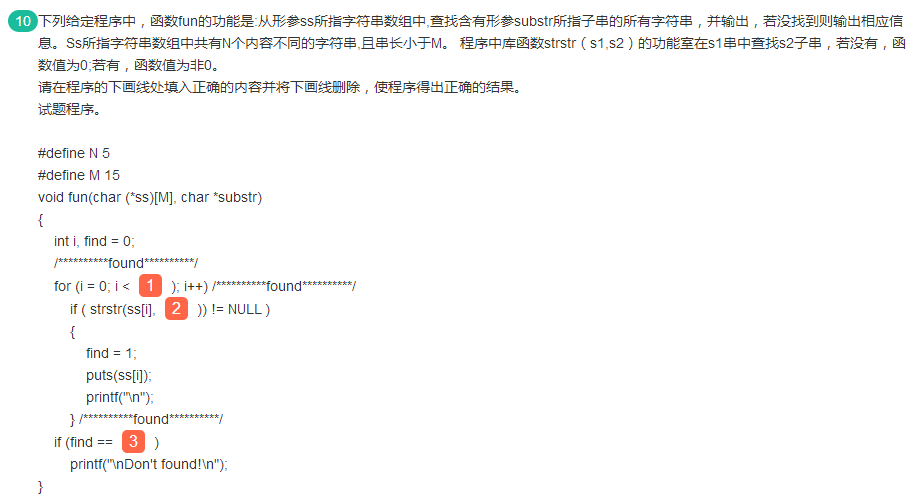 10 下列给定程序中，函数fun的功能是:从形参ss所指字符串数组中,查找含有形参substr所指子串的所有字符串，并输出，若没找到则输出相应信
息。Ss所指字符串数组中共有N个内容不同的字符串,且串长小于M。 程序中库函数strstr（s1,s2）的功能室在s1串中查找s2子串，若没有，函
数值为0;若有，函数值为非0。
请在程序的下画线处填入正确的内容并将下画线删除，使程序得出正确的结果。
试题程序。
#define N 5
#define M 15
void fun(char (*ss)[M], char *substr)
{
int i, find = 0;
/**********found**********/
for (i = 0; i < 1 ); i++) /**********found**********/
if ( strstr(ss[i], 2 )) != NULL )
{
find = 1;
puts(ss[i]);
printf("\n");
} /**********found**********/
if (find == 3 )
printf("\nDon't found!\n");
}